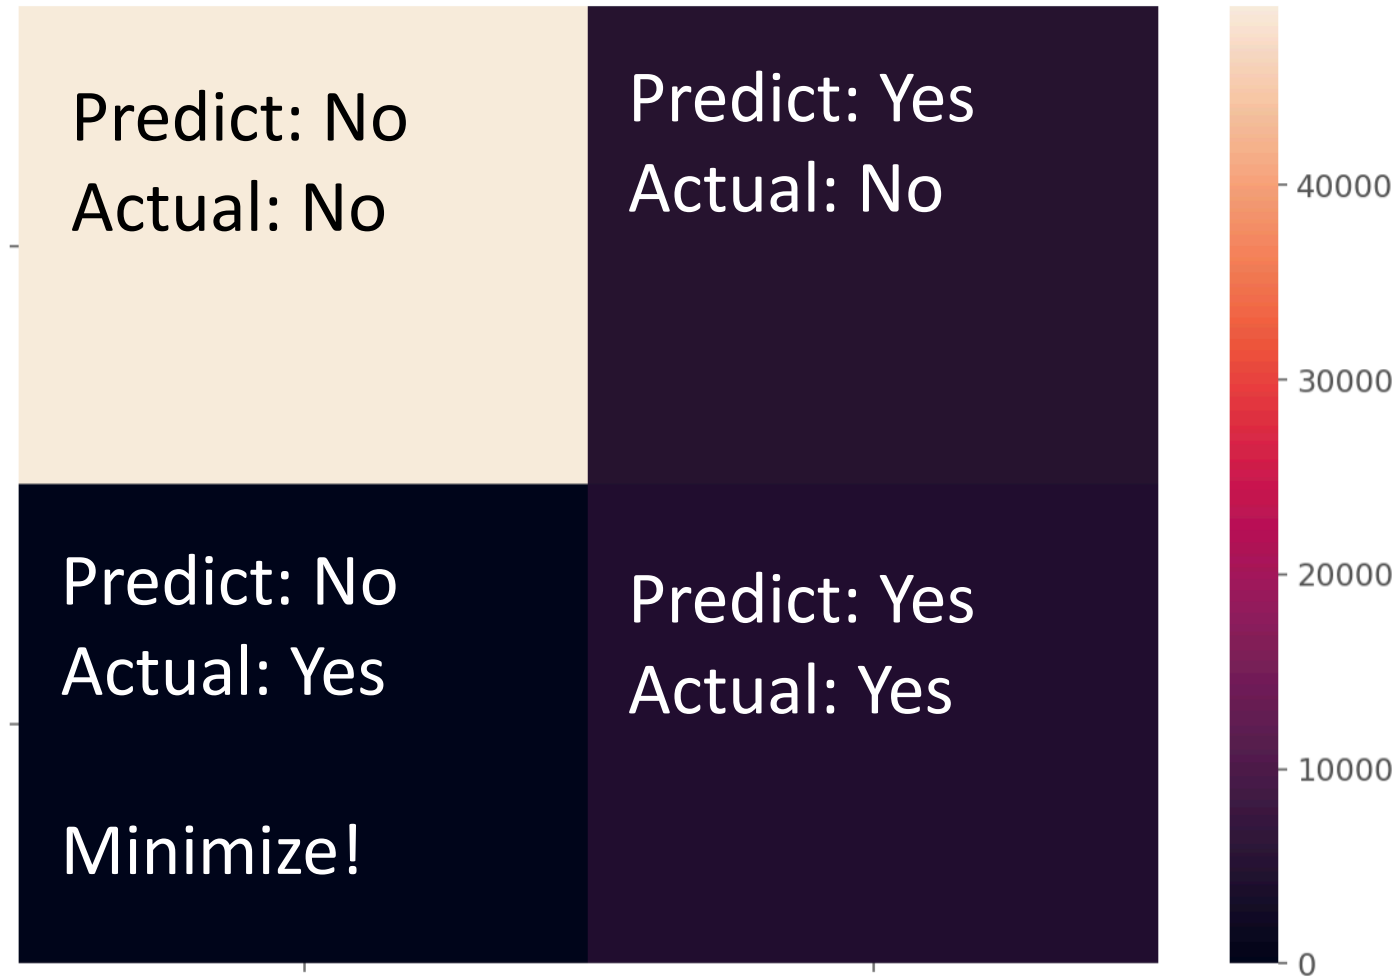 Predict: No
Actual: No
Predict: Yes
Actual: No
Predict: No
Actual: Yes
Minimize!
Predict: Yes
Actual: Yes
40000
30000
20000
10000
0